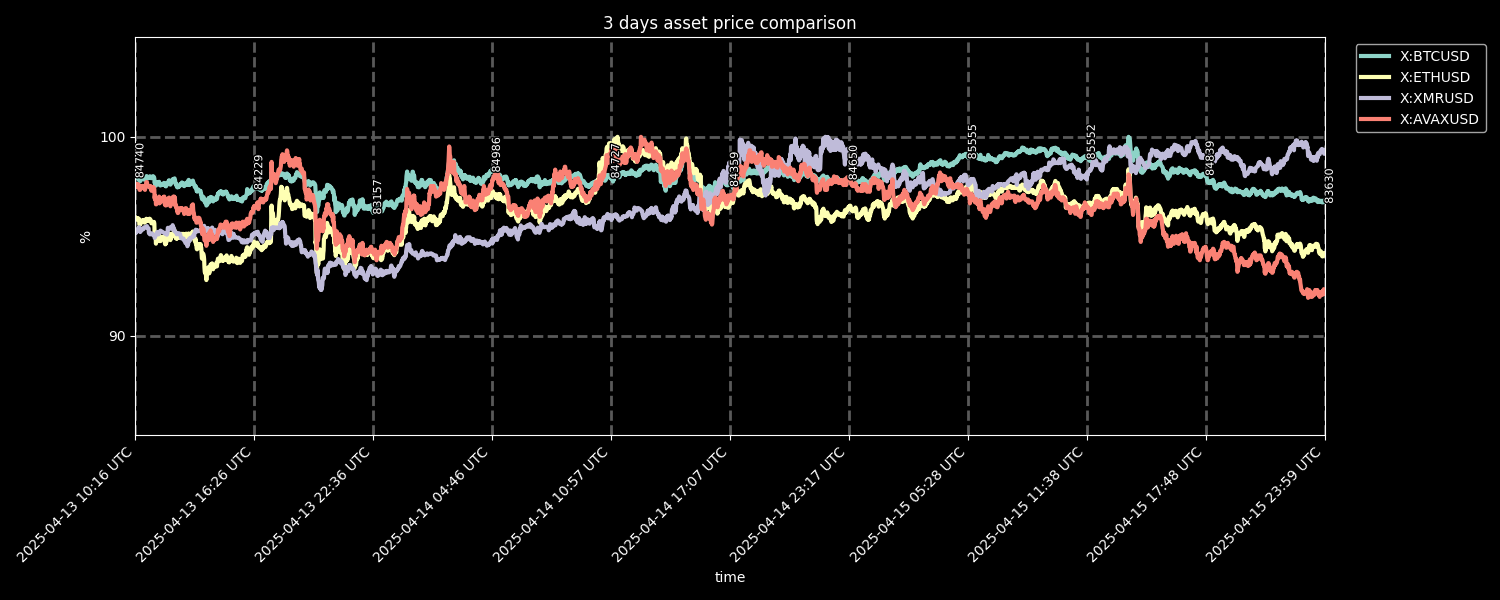 3 days asset price comparison
X:BTCUSD
X:ETHUSD
X:XMRUSD
X:AVAXUSD
%
100
90
84740
84229
83157
84986
84727
84359
84650
85555
85552
84839
83630
2025-04-13 10:16 UTC
2025-04-13 16:26 UTC
2025-04-13 22:36 UTC
2025-04-14 04:46 UTC
2025-04-14 10:57 UTC
2025-04-14 17:07 UTC
2025-04-14 23:17 UTC
2025-04-15 05:28 UTC
2025-04-15 11:38 UTC
2025-04-15 17:48 UTC
2025-04-15 23:59 UTC
time